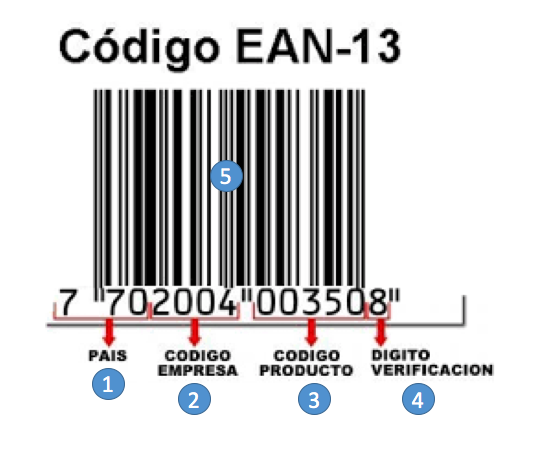 Código EAN-13
5
7 "702004"003508"
PAIS CODIGO EMPRESA CODIGO PRODUCTO DIGITO VERIFICACION
1 2 3 4